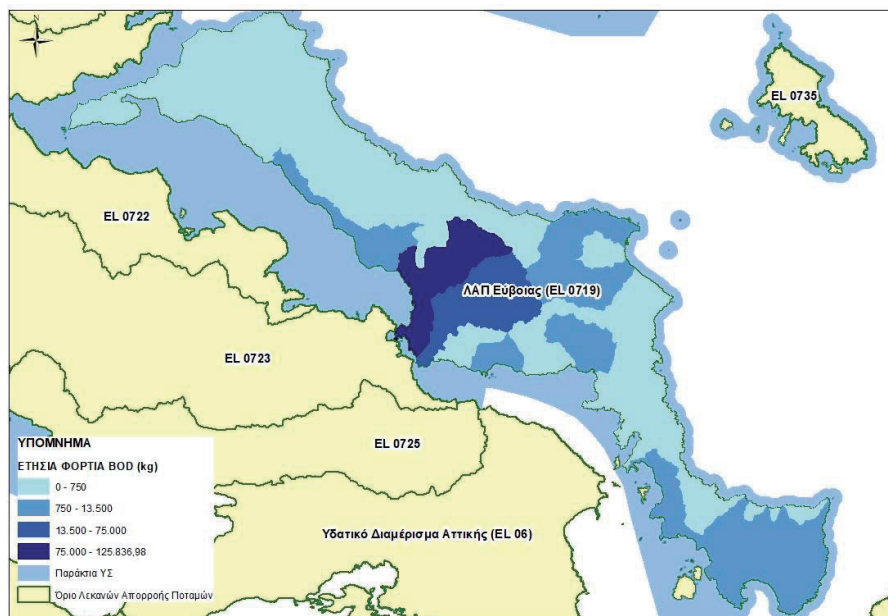 N
EL 0735
EL 0722
ΛΑΠ Εύβοιας (EL 0719)
EL 0723
EL 0725
Υδατικό Διαμέρισμα Αττικής (EL 06)
ΥΠΟΜΝΗΜΑ
ΕΤΗΣΙΑ ΦΟΡΤΙΑ BOD (kg)
0 - 750
750 - 13.500
13.500 - 75.000
75.000 - 125.836,98
Παράκτια ΥΣ
Όριο Λεκανών Απορροής Ποταμών